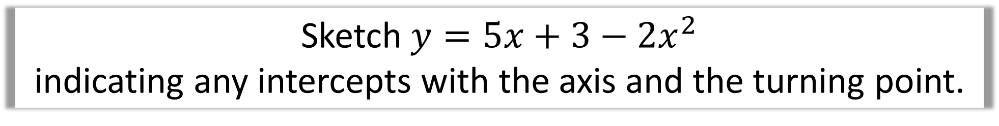 Sketch 𝑦 = 5𝑥 + 3 − 2𝑥²
indicating any intercepts with the axis and the turning point.